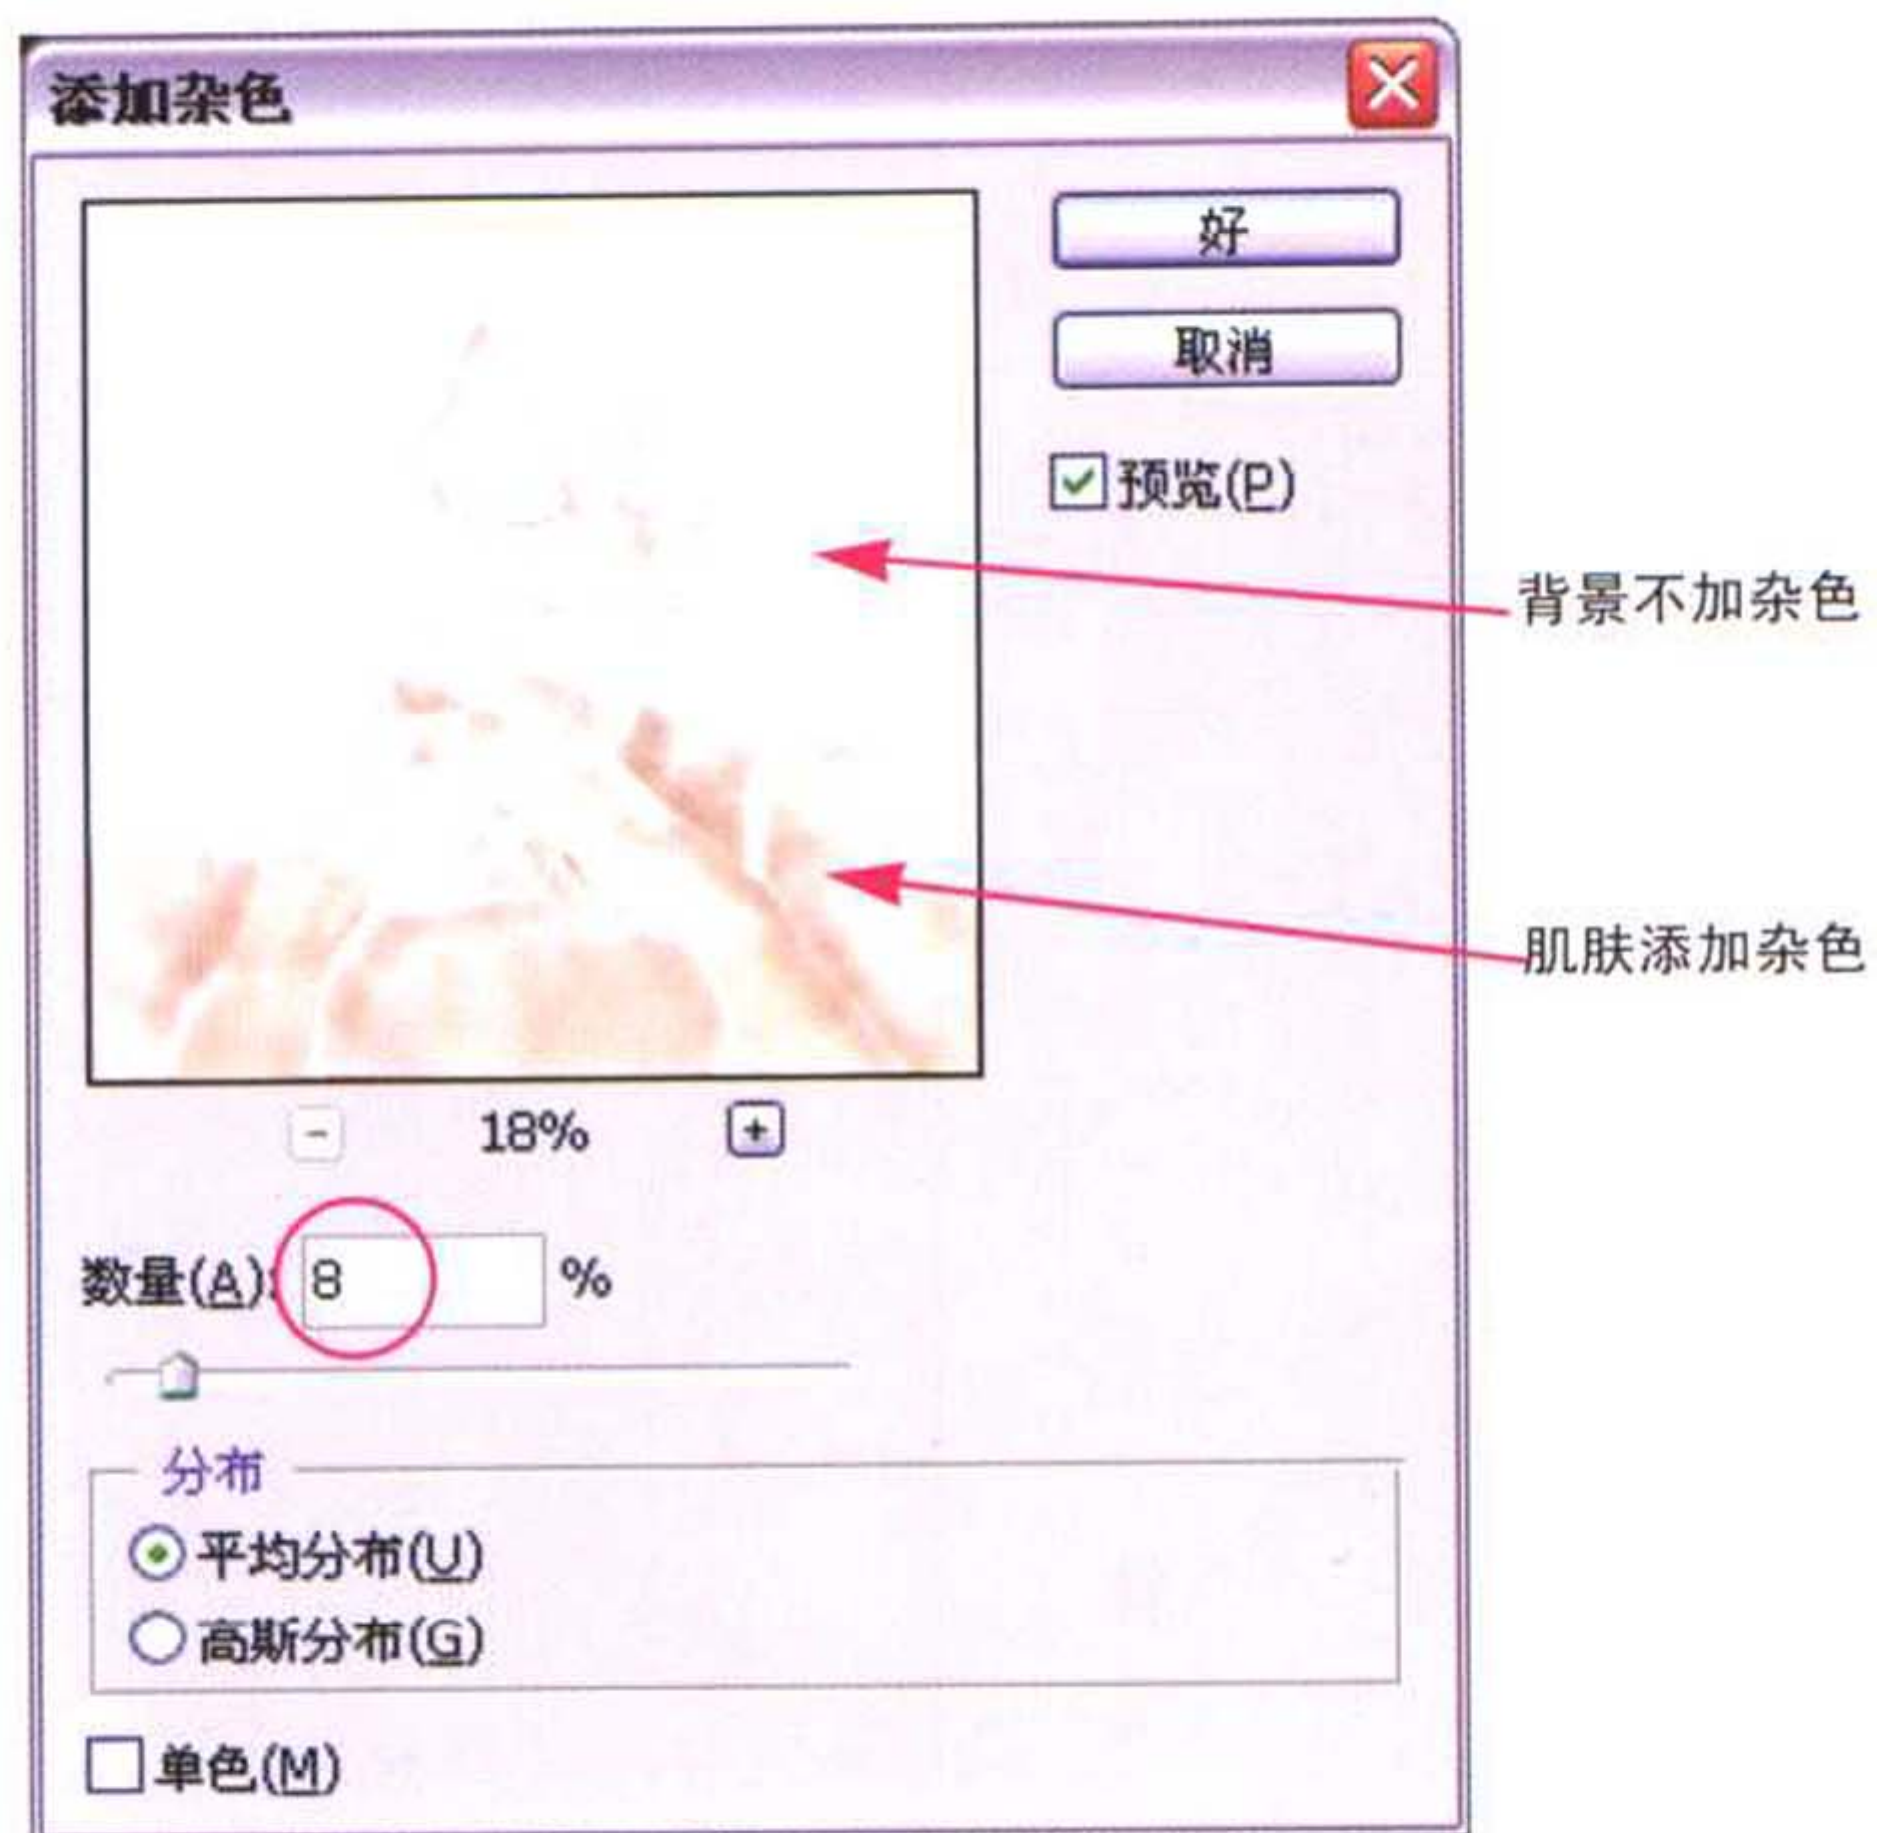 添加杂色
好
取消
预览(P)
背景不加杂色
肌肤添加杂色
18%
数量(A): 8 %
分布
平均分布(U)
高斯分布(G)
单色(M)